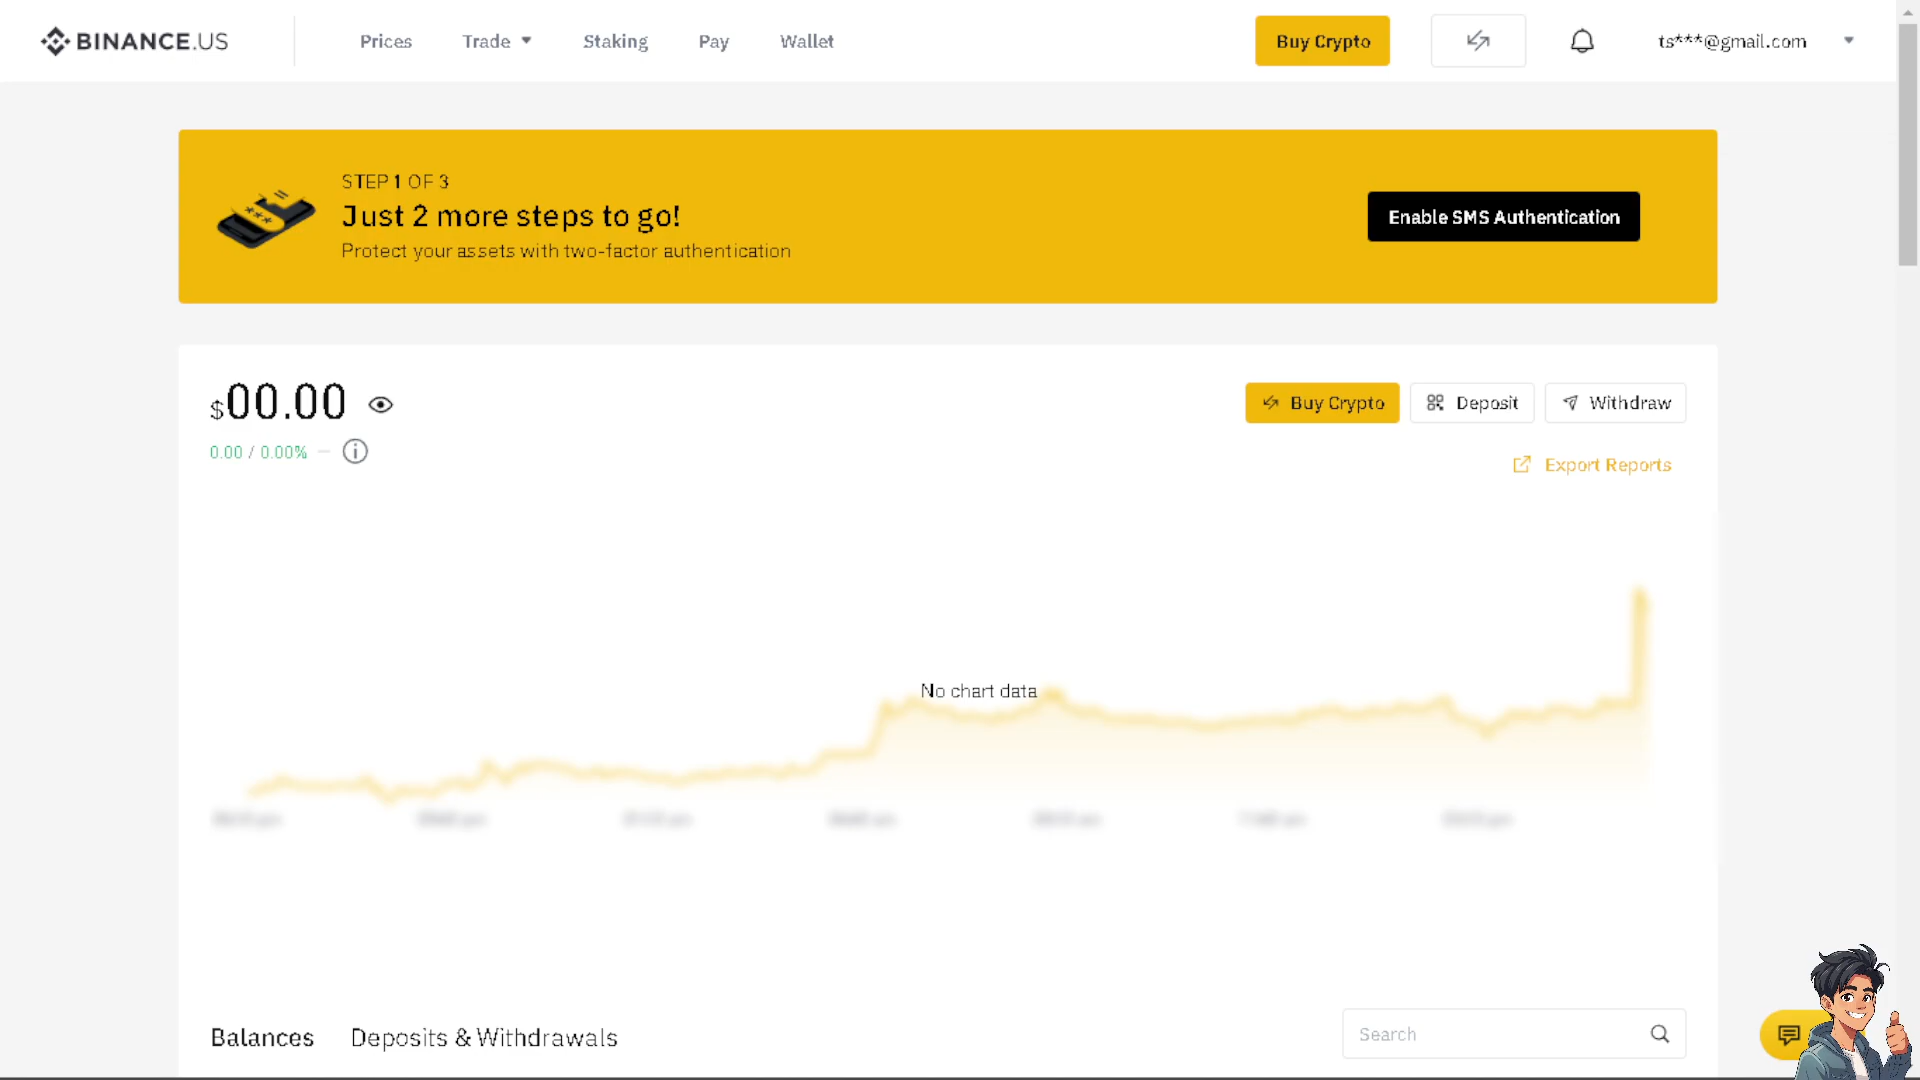 BINANCE.US
Prices
Trade
Staking
Pay
Wallet
Buy Crypto
ts***@gmail.com
STEP 1 OF 3
Just 2 more steps to go!
Protect your assets with two-factor authentication
Enable SMS Authentication
$00.00
Buy Crypto
Deposit
Withdraw
0.00 / 0.00%
Export Reports
No chart data
Balances
Deposits & Withdrawals
Search